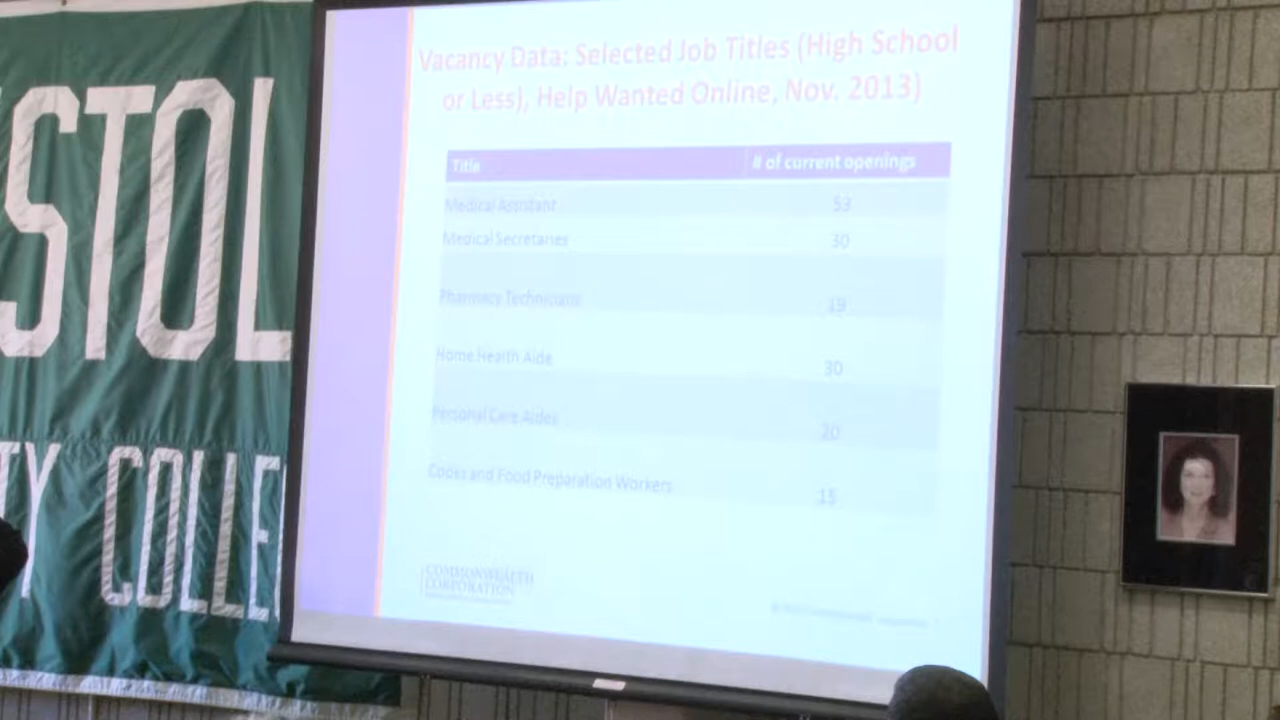 STOL
TY COLLE
Vacancy Data: Selected Job Titles (High School
or Less), Help Wanted Online, Nov. 2013)
Title # of current openings
Medical Assistant 53
Medical Secretaries 30
Pharmacy Technicians 19
Home Health Aide 30
Personal Care Aides 20
Cooks and Food Preparation Workers 15
COMMONWEALTH
CORPORATION